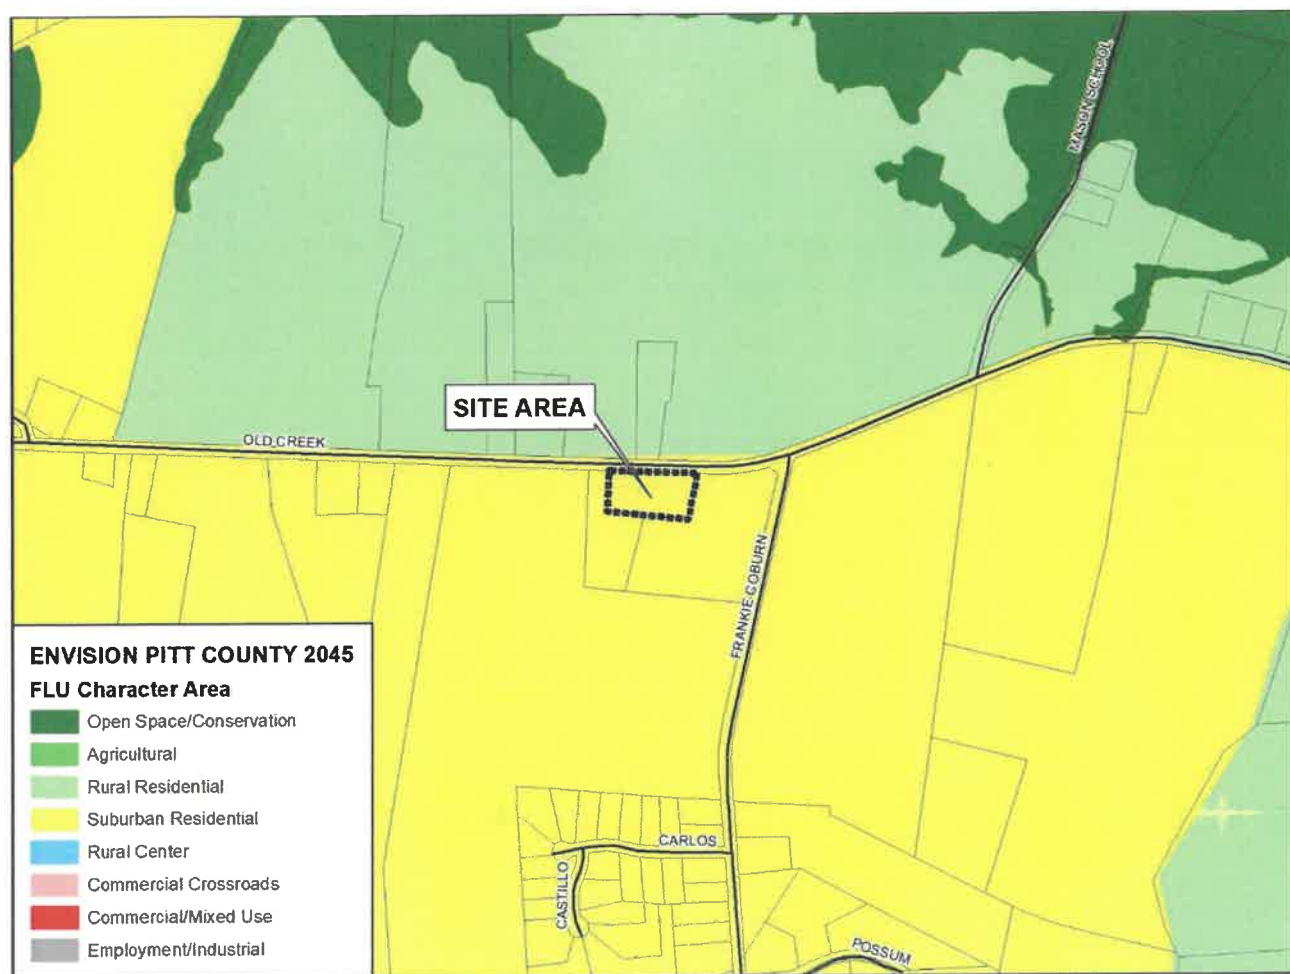 MASON SCHOOL
SITE AREA
OLD CREEK
FRANKIE COBURN
ENVISION PITT COUNTY 2045
FLU Character Area
Open Space/Conservation
Agricultural
Rural Residential
Suburban Residential
Rural Center
Commercial Crossroads
Commercial/Mixed Use
Employment/Industrial
CARLOS
CASTILLO
POSSUM